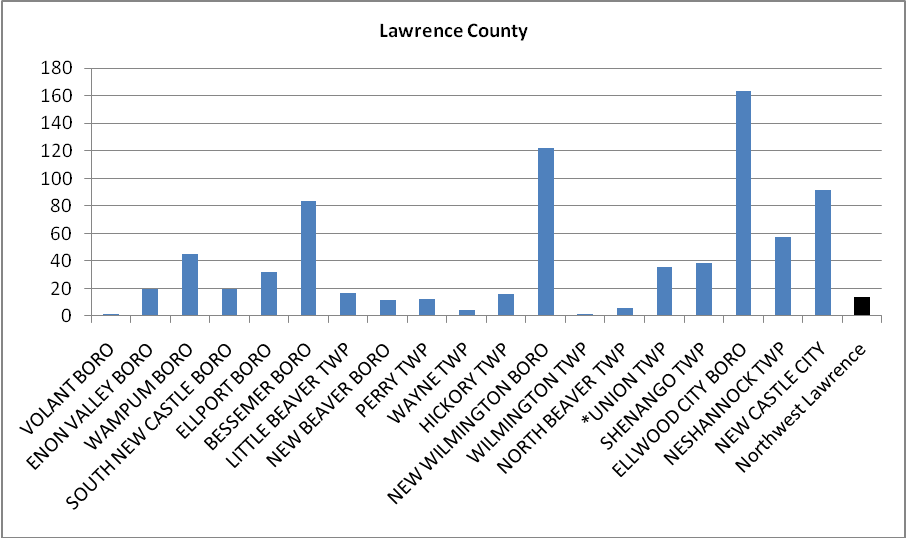 Lawrence County
180
160
140
120
100
80
60
40
20
0
VOLANT BORO
ENON VALLEY BORO
WAMPUM BORO
SOUTH NEW CASTLE BORO
ELLPORT BORO
BESSEMER BORO
LITTLE BEAVER TWP
NEW BEAVER BORO
PERRY TWP
WAYNE TWP
HICKORY TWP
NEW WILMINGTON BORO
WILMINGTON TWP
NORTH BEAVER TWP
*UNION TWP
SHENANGO TWP
ELLWOOD CITY BORO
NESHANNOCK TWP
NEW CASTLE CITY
Northwest Lawrence